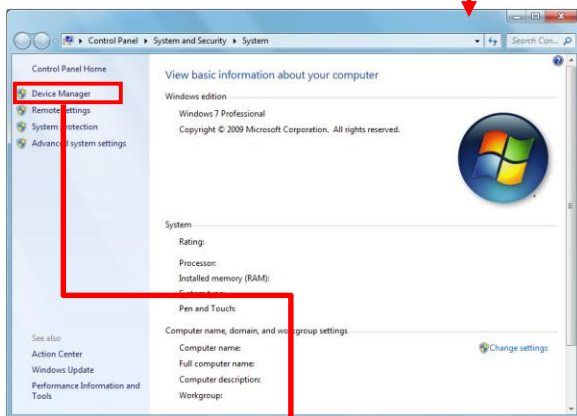 Control Panel ▸ System and Security ▸ System
Search Con...
Control Panel Home
Device Manager
Remote settings
System protection
Advanced system settings
See also
Action Center
Windows Update
Performance Information and
Tools
View basic information about your computer
Windows edition
Windows 7 Professional
Copyright © 2009 Microsoft Corporation. All rights reserved.
System
Rating:
Processor:
Installed memory (RAM):
System type:
Pen and Touch:
Computer name, domain, and workgroup settings
Computer name:
Change settings
Full computer name:
Computer description:
Workgroup: